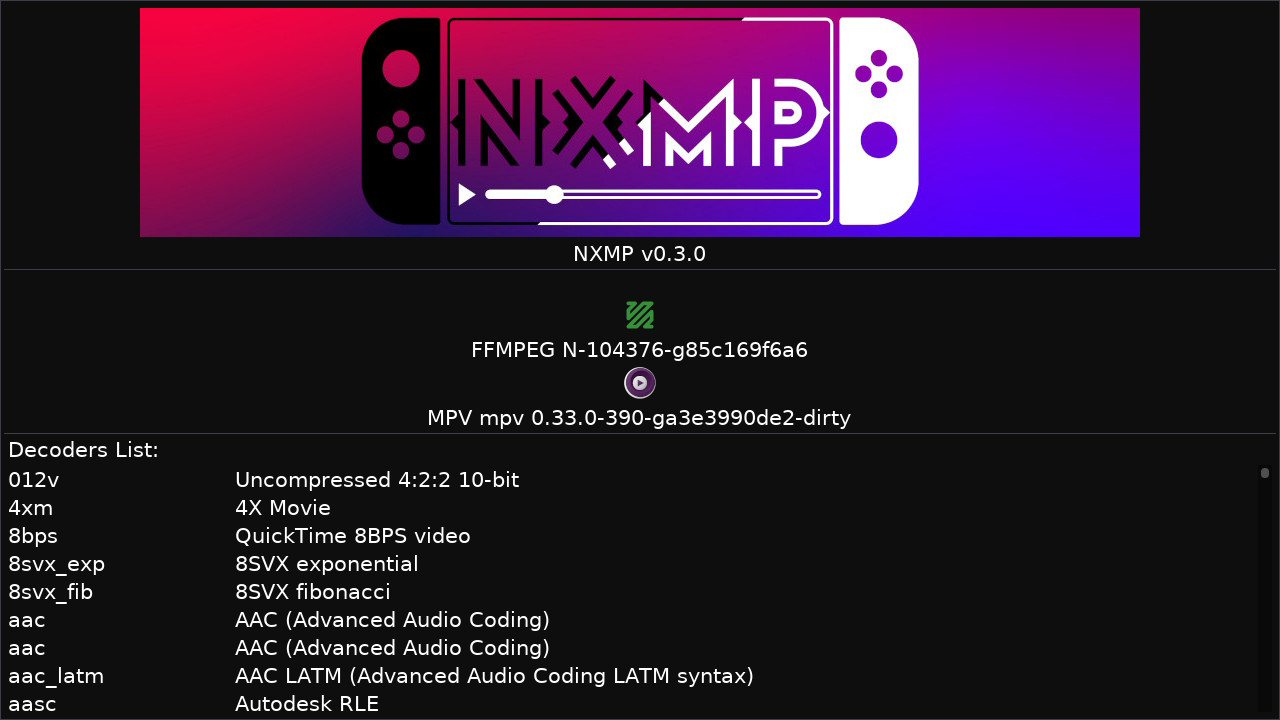 NXMP
NXMP v0.3.0
FFMPEG N-104376-g85c169f6a6
MPV mpv 0.33.0-390-ga3e3990de2-dirty
Decoders List:
012v Uncompressed 4:2:2 10-bit
4xm 4X Movie
8bps QuickTime 8BPS video
8svx_exp 8SVX exponential
8svx_fib 8SVX fibonacci
aac AAC (Advanced Audio Coding)
aac AAC (Advanced Audio Coding)
aac_latm AAC LATM (Advanced Audio Coding LATM syntax)
aasc Autodesk RLE